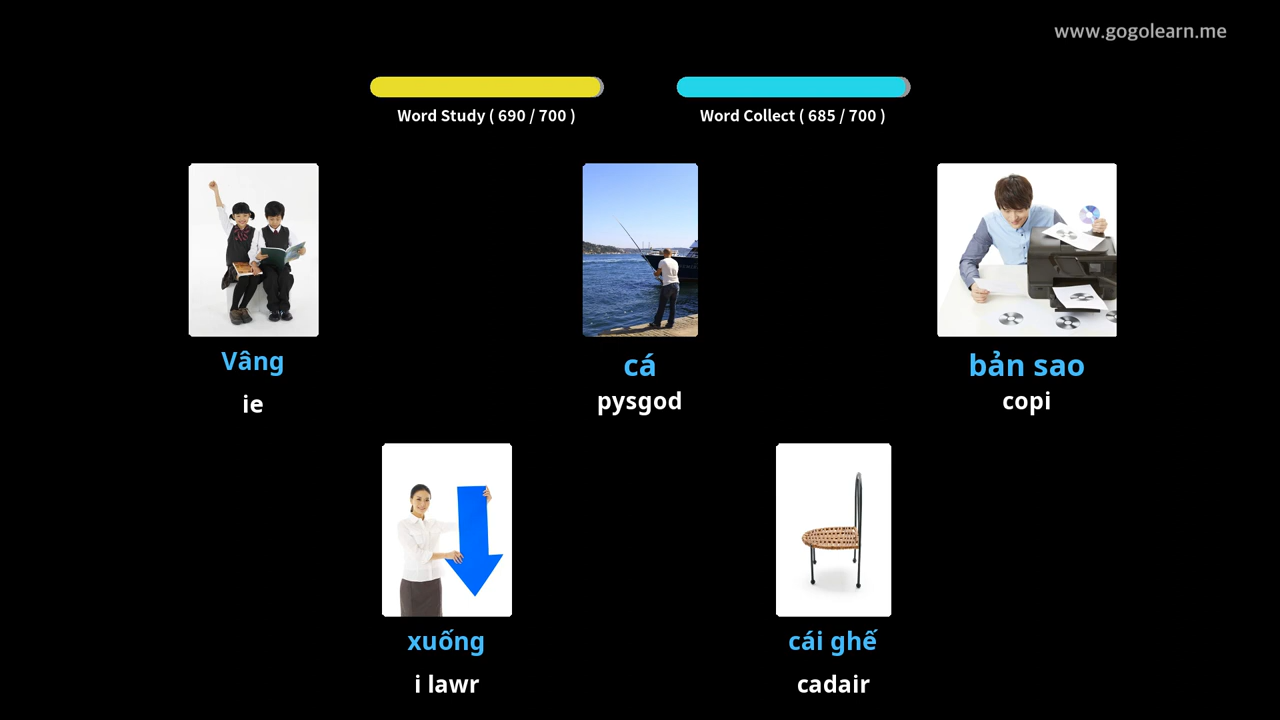 www.gogolearn.me
Word Study ( 690 / 700 )
Word Collect ( 685 / 700 )
Vâng
ie
cá
pysgod
bản sao
copi
xuống
i lawr
cái ghế
cadair